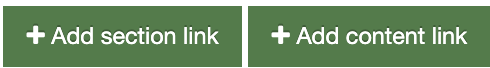 + Add section link
+ Add content link